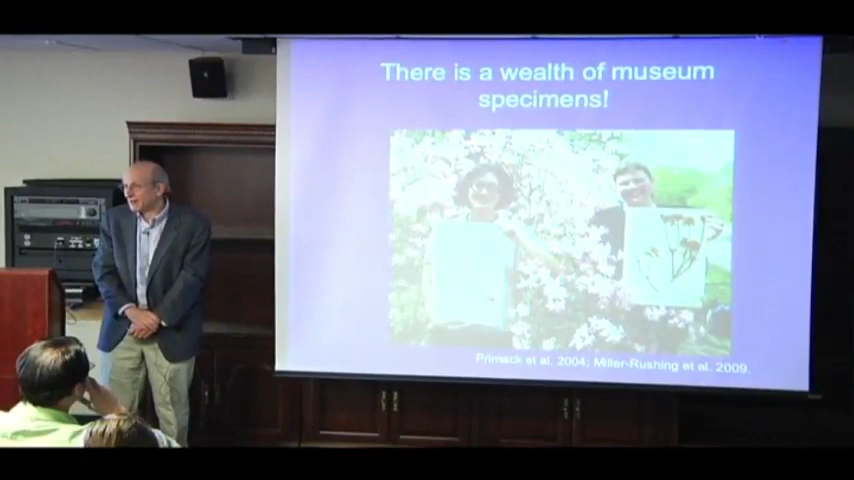 There is a wealth of museum
specimens!
Primack et al. 2004; Miller-Rushing et al. 2009.